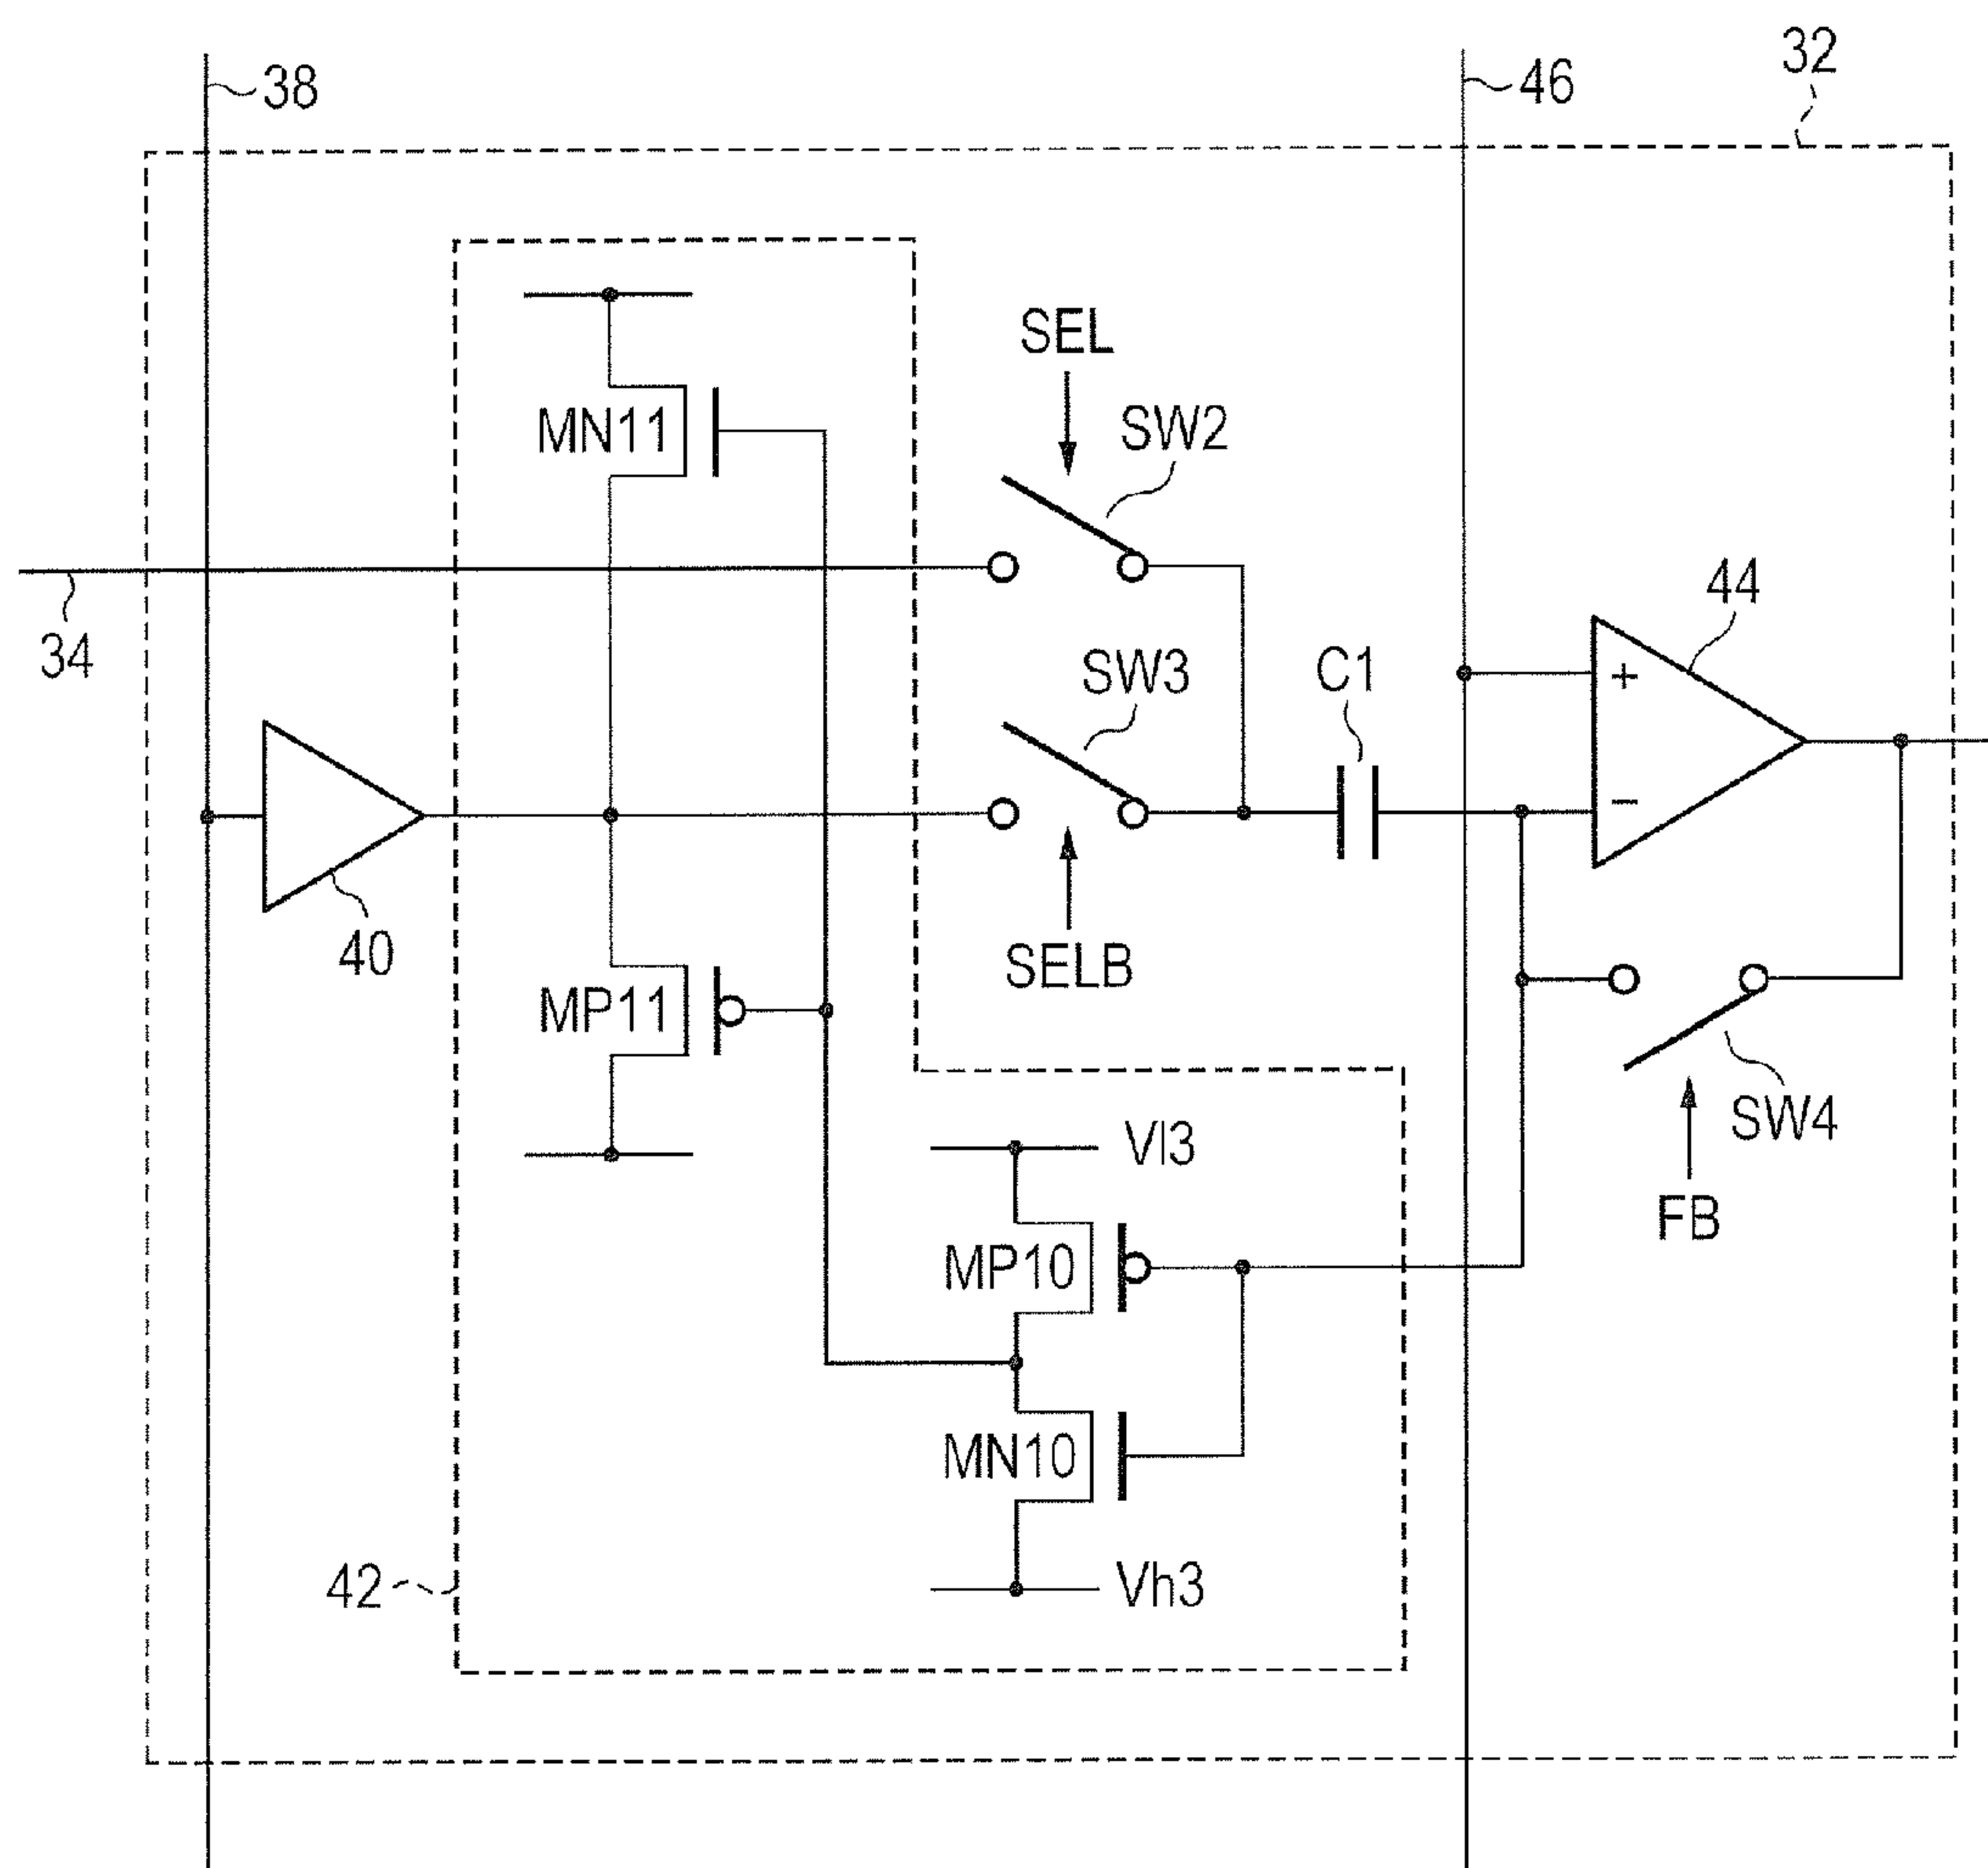 32
38
46
SEL
SW2
MN11
44
34
SW3
C1
+
−
40
SELB
MP11
SW4
FB
Vl3
MP10
MN10
42
Vh3